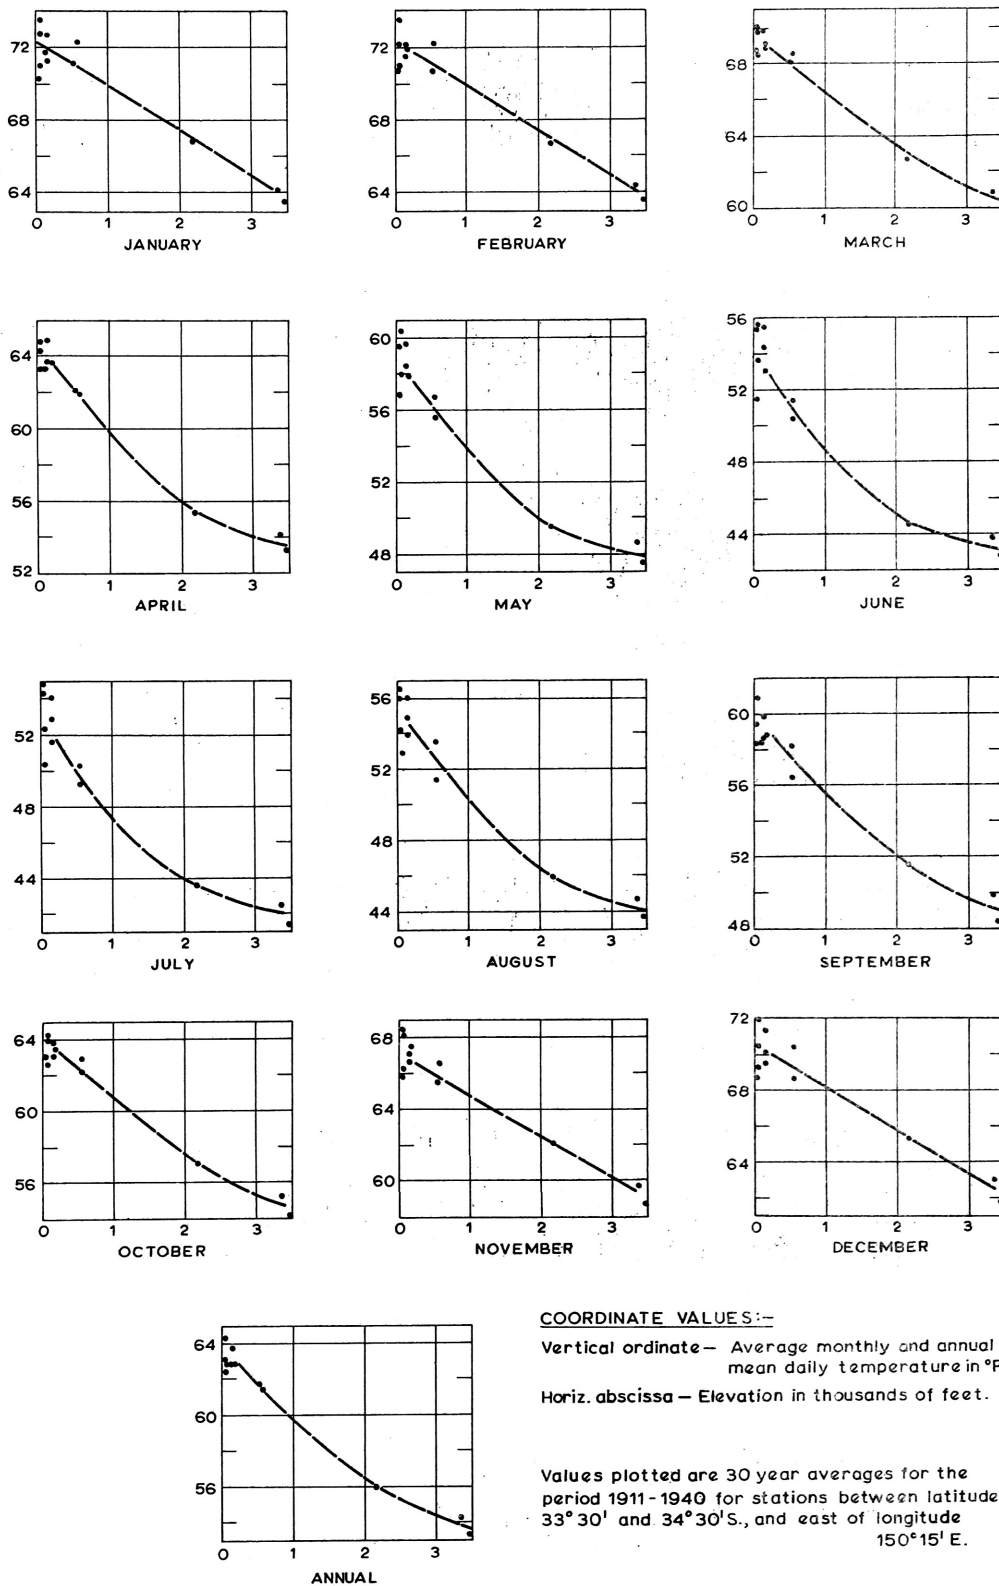 72
68
64
0 1 2 3
JANUARY
72
68
64
0 1 2 3
FEBRUARY
68
64
60
0 1 2 3
MARCH
64
60
56
52
0 1 2 3
APRIL
60
56
52
48
0 1 2 3
MAY
56
52
48
44
0 1 2 3
JUNE
52
48
44
0 1 2 3
JULY
56
52
48
44
0 1 2 3
AUGUST
60
56
52
48
0 1 2 3
SEPTEMBER
64
60
56
0 1 2 3
OCTOBER
68
64
60
0 1 2 3
NOVEMBER
72
68
64
0 1 2 3
DECEMBER
64
60
56
0 1 2 3
ANNUAL
COORDINATE VALUES:-
Vertical ordinate — Average monthly and annual
mean daily temperature in °F
Horiz. abscissa — Elevation in thousands of feet.
Values plotted are 30 year averages for the
period 1911-1940 for stations between latitude
33°30' and 34°30'S., and east of longitude
150°15' E.